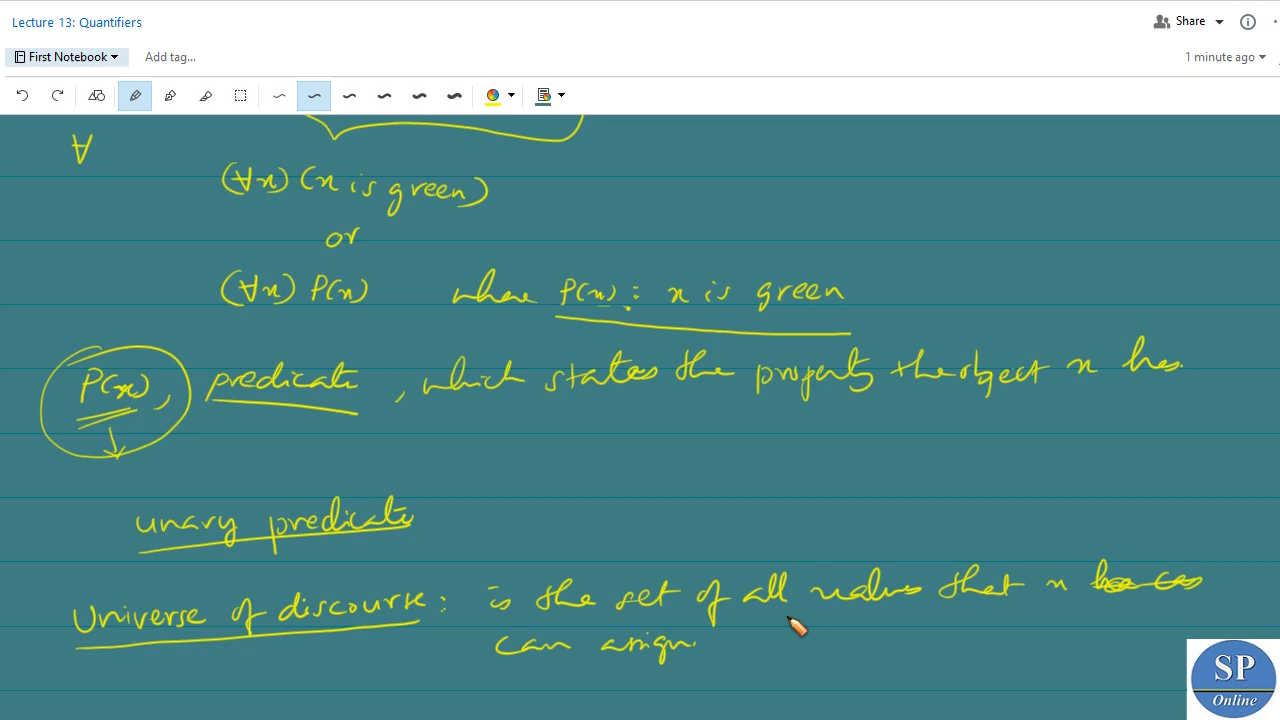 Lecture 13: Quantifiers
Share
First Notebook
Add tag...
1 minute ago
∀
(∀x) (x is green)
or
(∀x) P(x) where P(x) : x is green
P(x), predicate, which states the property the object x has.
unary predicate
Universe of discourse : is the set of all values that x
can assign.
SP
Online